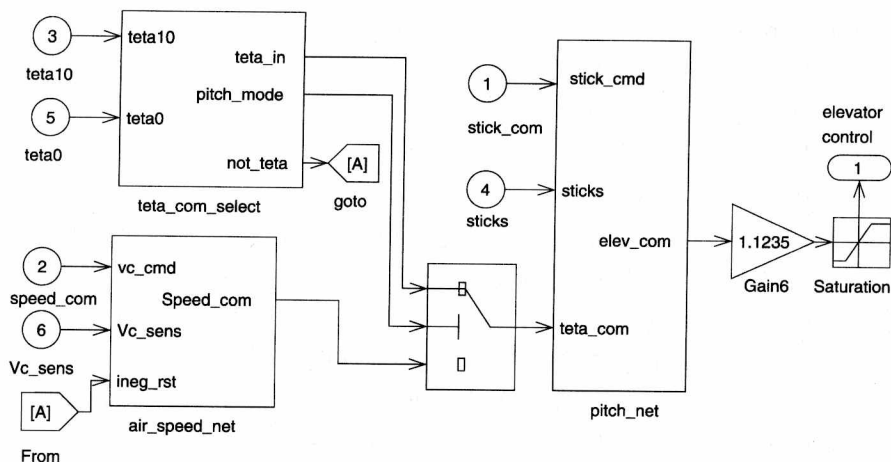 3
teta10
teta10
5
teta0
teta0
teta_in
pitch_mode
not_teta
teta_com_select
[A]
goto
2
vc_cmd
speed_com
Speed_com
6
Vc_sens
Vc_sens
ineg_rst
[A]
From
air_speed_net
1
stick_cmd
stick_com
4
sticks
sticks
elev_com
teta_com
pitch_net
1.1235
Gain6
elevator
control
1
Saturation